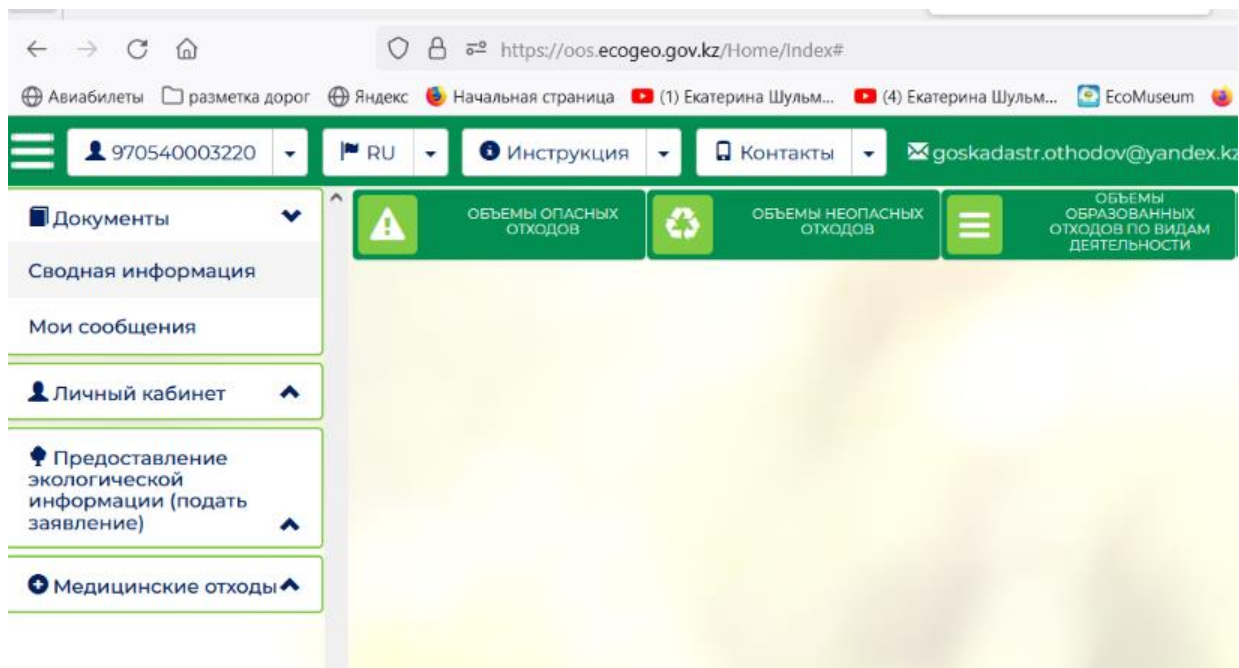 https://oos.ecogeo.gov.kz/Home/Index#
Авиабилеты разметка дорог Яндекс Начальная страница (1) Екатерина Шульм... (4) Екатерина Шульм... EcoMuseum
970540003220 RU Инструкция Контакты goskadastr.othodov@yandex.kz
Документы
Сводная информация
Мои сообщения
Личный кабинет
Предоставление
экологической
информации (подать
заявление)
Медицинские отходы
ОБЪЕМЫ ОПАСНЫХ
ОТХОДОВ
ОБЪЕМЫ НЕОПАСНЫХ
ОТХОДОВ
ОБЪЕМЫ
ОБРАЗОВАННЫХ
ОТХОДОВ ПО ВИДАМ
ДЕЯТЕЛЬНОСТИ